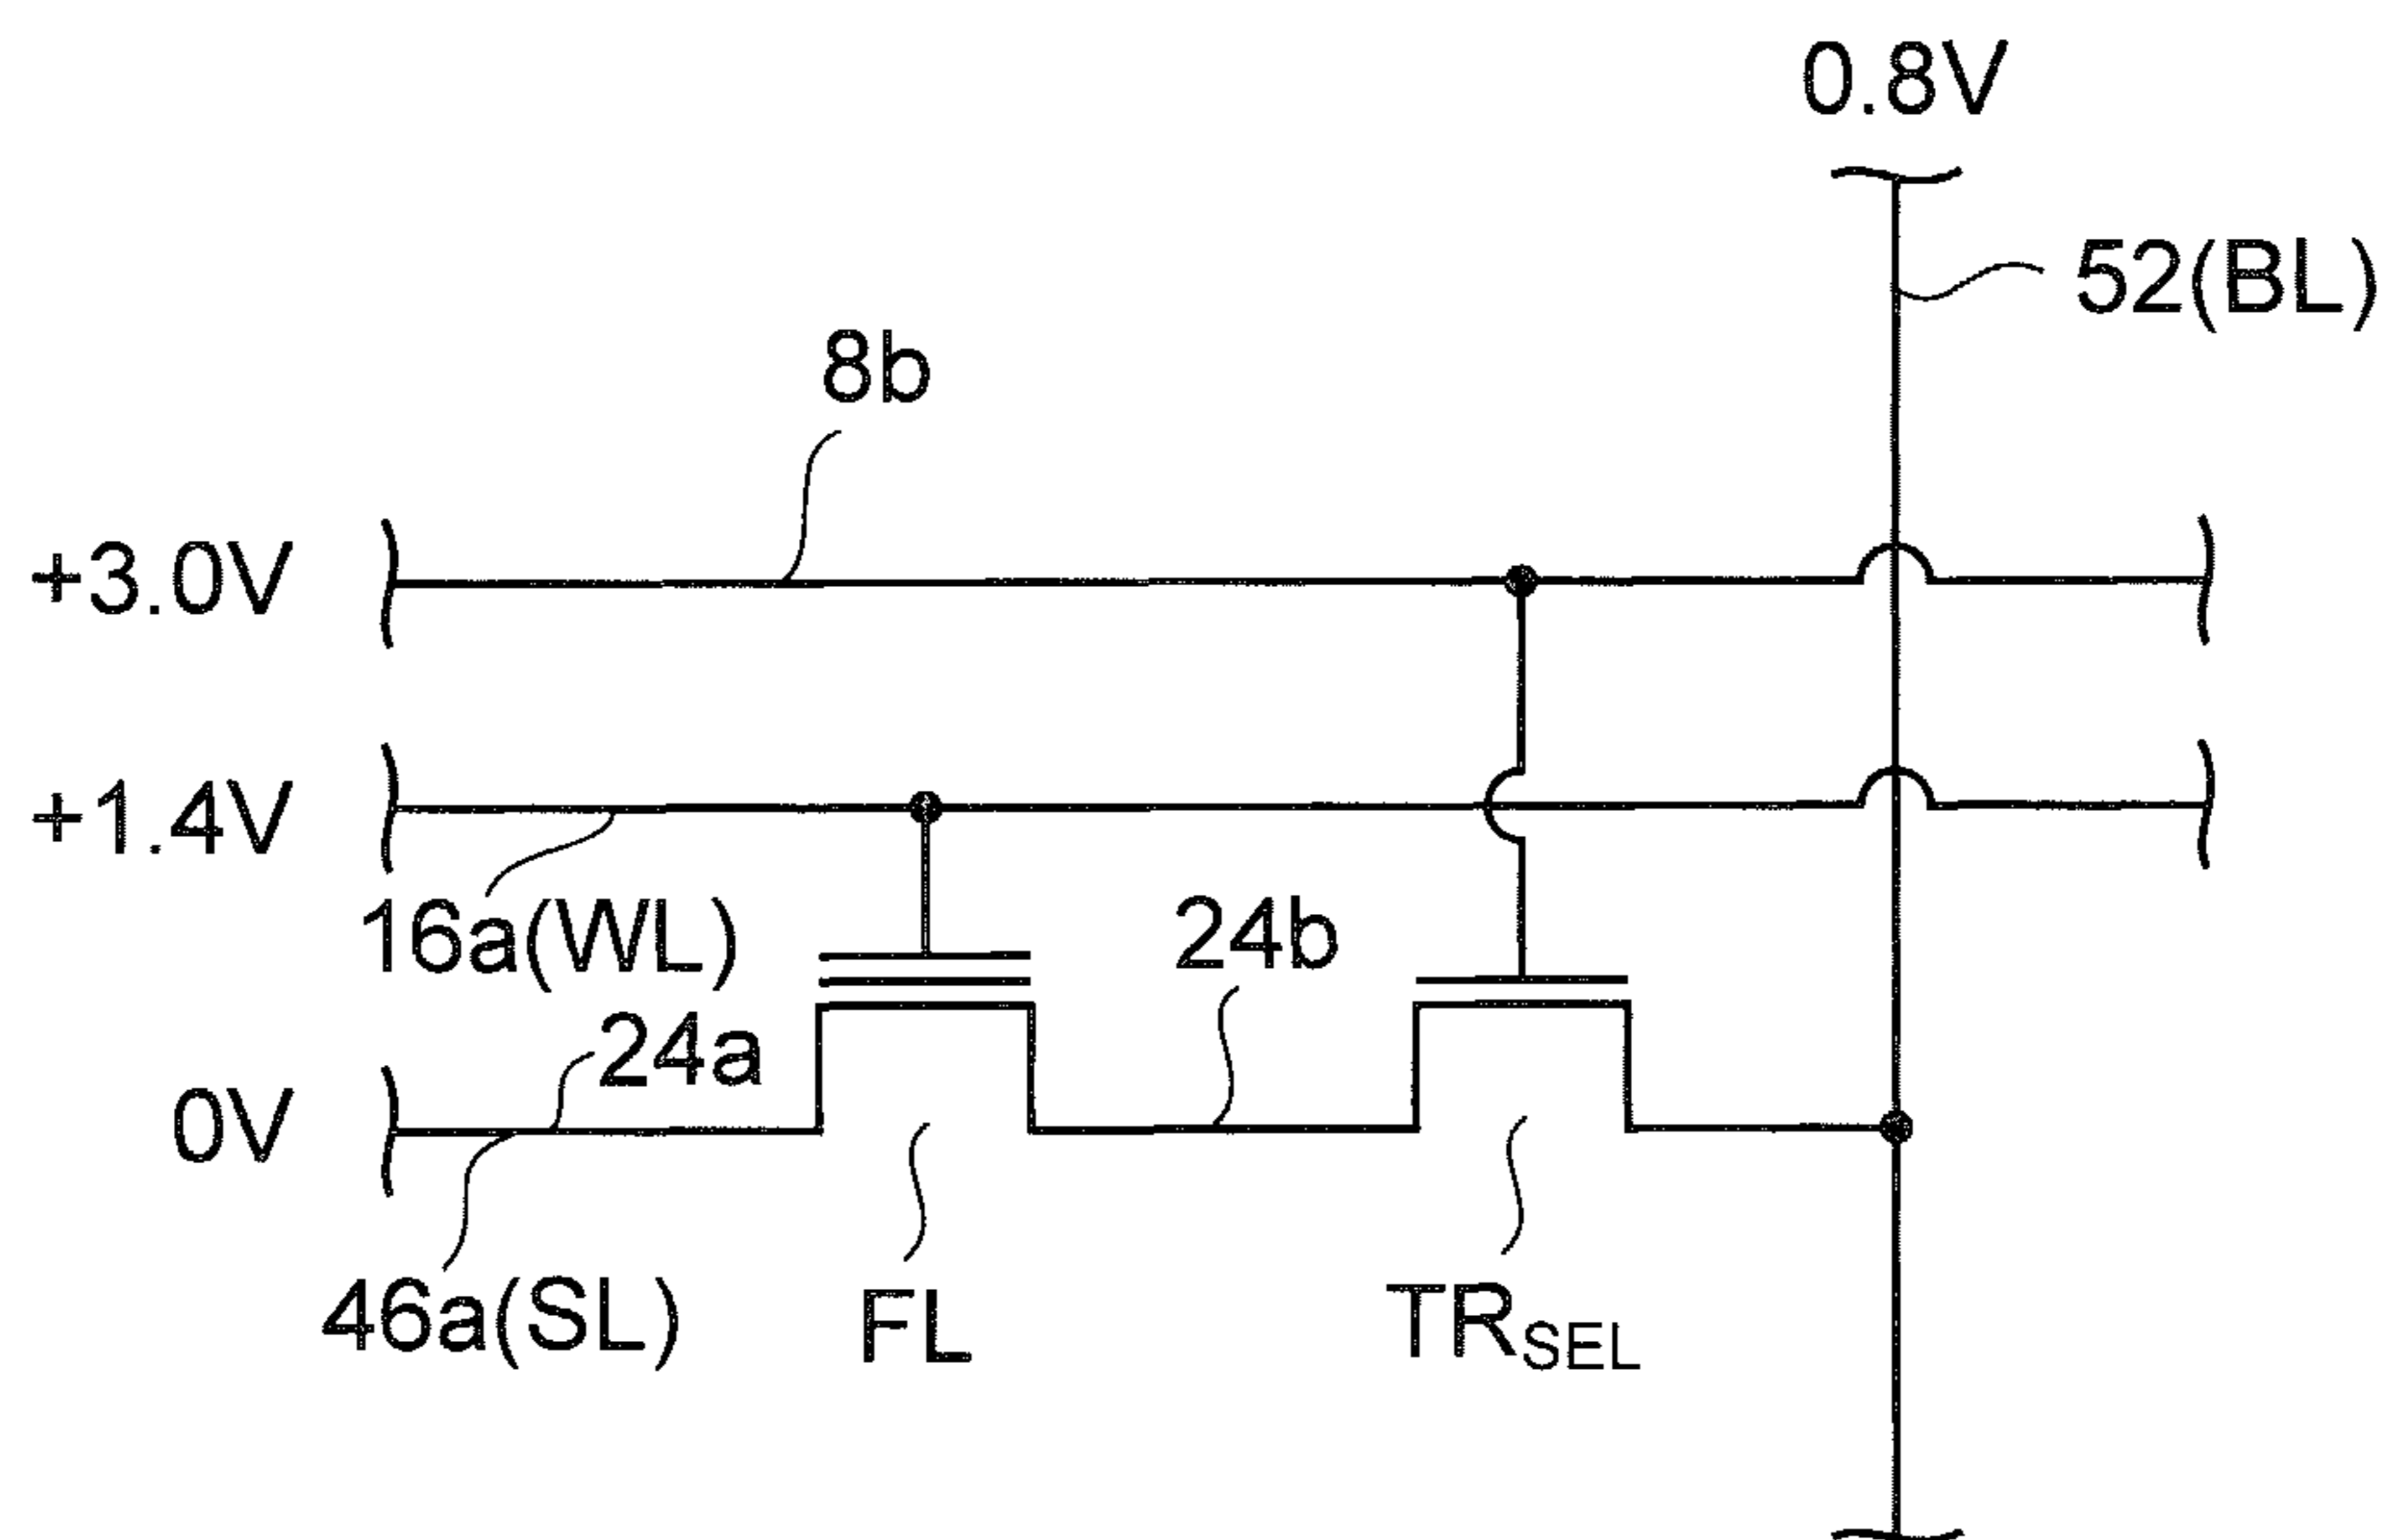 0.8V
52(BL)
8b
+3.0V
+1.4V
16a(WL)
24b
24a
0V
46a(SL)
FL
TRSEL